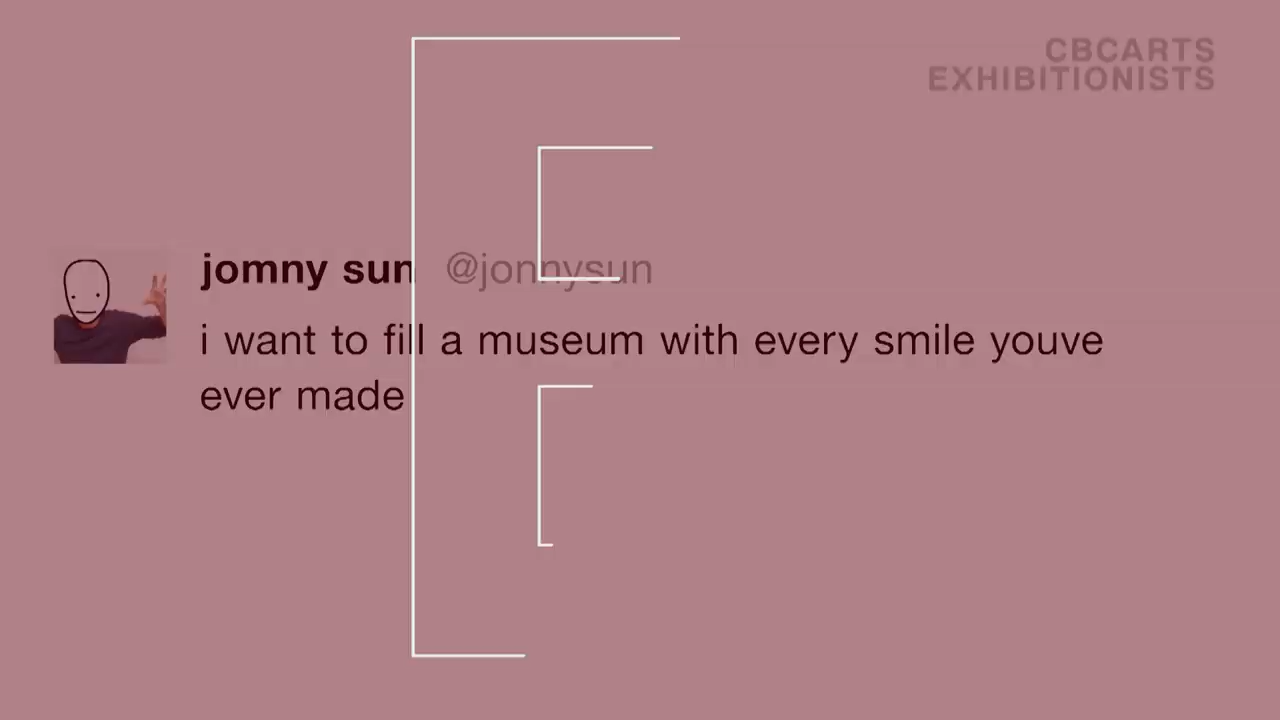 CBCARTS
EXHIBITIONISTS
jomny sun @jonnysun
i want to fill a museum with every smile youve
ever made